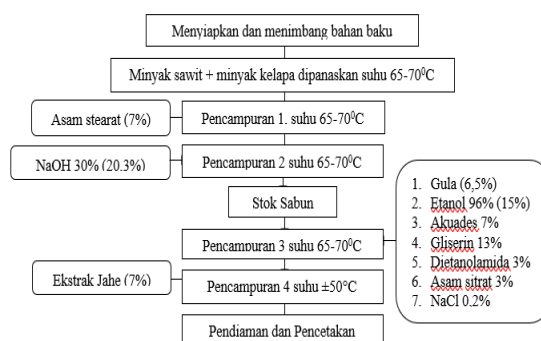 Menyiapkan dan menimbang bahan baku
Minyak sawit + minyak kelapa dipanaskan suhu 65-70⁰C
Asam stearat (7%)
Pencampuran 1. suhu 65-70⁰C
NaOH 30% (20.3%)
Pencampuran 2 suhu 65-70⁰C
Stok Sabun
Pencampuran 3 suhu 65-70⁰C
1. Gula (6,5%)
2. Etanol 96% (15%)
3. Akuades 7%
4. Gliserin 13%
5. Dietanolamida 3%
6. Asam sitrat 3%
7. NaCl 0,2%
Ekstrak Jahe (7%)
Pencampuran 4 suhu ±50°C
Pendiaman dan Pencetakan